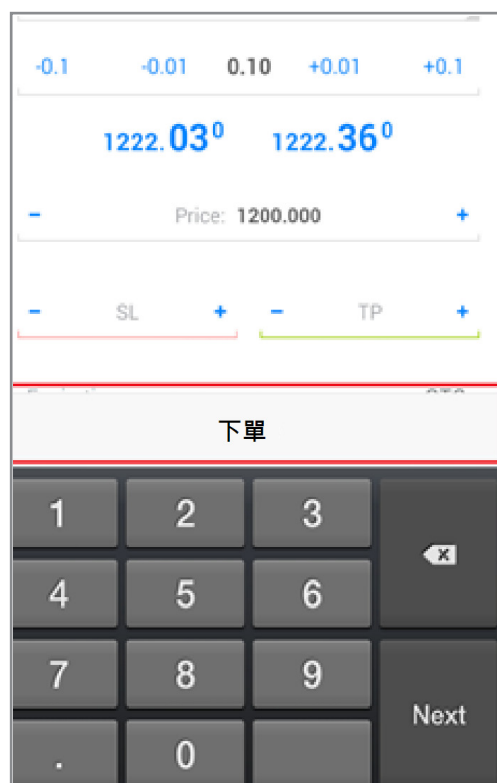 -0.1 -0.01 0.10 +0.01 +0.1
1222.03⁰ 1222.36⁰
- Price: 1200.000 +
- SL + - TP +
下單
1 2 3
4 5 6
7 8 9
Next
. 0